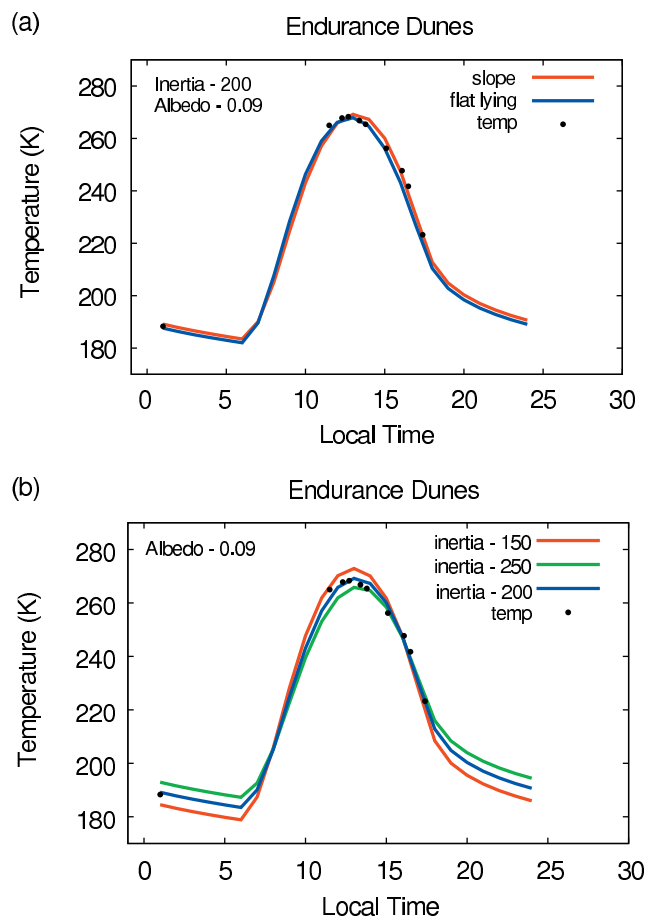 (a)
Endurance Dunes
Inertia - 200
Albedo - 0.09
slope
flat lying
temp
280
260
240
220
200
180
Temperature (K)
0 5 10 15 20 25 30
Local Time
(b)
Endurance Dunes
Albedo - 0.09
inertia - 150
inertia - 250
inertia - 200
temp
280
260
240
220
200
180
Temperature (K)
0 5 10 15 20 25 30
Local Time